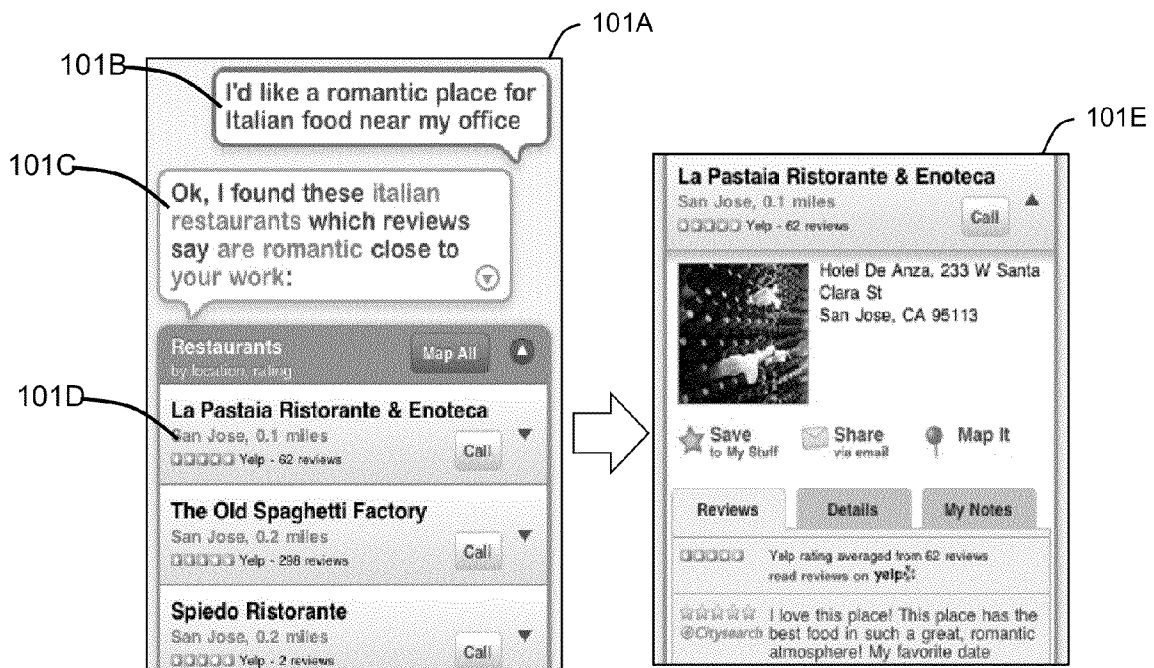 101A
101B
I'd like a romantic place for
Italian food near my office
101C
Ok, I found these italian
restaurants which reviews
say are romantic close to
your work:
Restaurants
Map All
by location, rating
101D
La Pastaia Ristorante & Enoteca
San Jose, 0.1 miles
Yelp - 62 reviews
Call
The Old Spaghetti Factory
San Jose, 0.2 miles
Yelp - 298 reviews
Call
Spiedo Ristorante
San Jose, 0.2 miles
Yelp - 2 reviews
Call
101E
La Pastaia Ristorante & Enoteca
San Jose, 0.1 miles
Yelp - 62 reviews
Call
Hotel De Anza, 233 W Santa
Clara St
San Jose, CA 95113
Save
to My Stuff
Share
via email
Map It
Reviews
Details
My Notes
Yelp rating averaged from 62 reviews
read reviews on yelp
Citysearch
I love this place! This place has the
best food in such a great, romantic
atmosphere! My favorite date